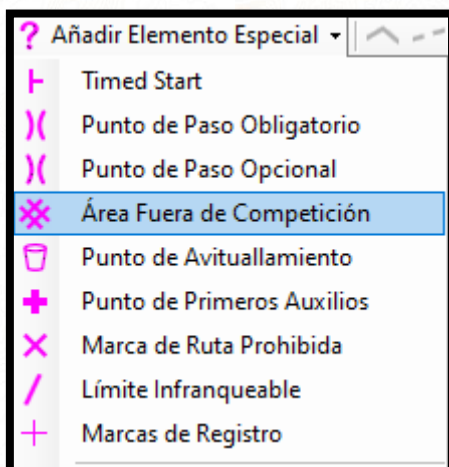 Añadir Elemento Especial
Timed Start
Punto de Paso Obligatorio
Punto de Paso Opcional
Área Fuera de Competición
Punto de Avituallamiento
Punto de Primeros Auxilios
Marca de Ruta Prohibida
Límite Infranqueable
Marcas de Registro